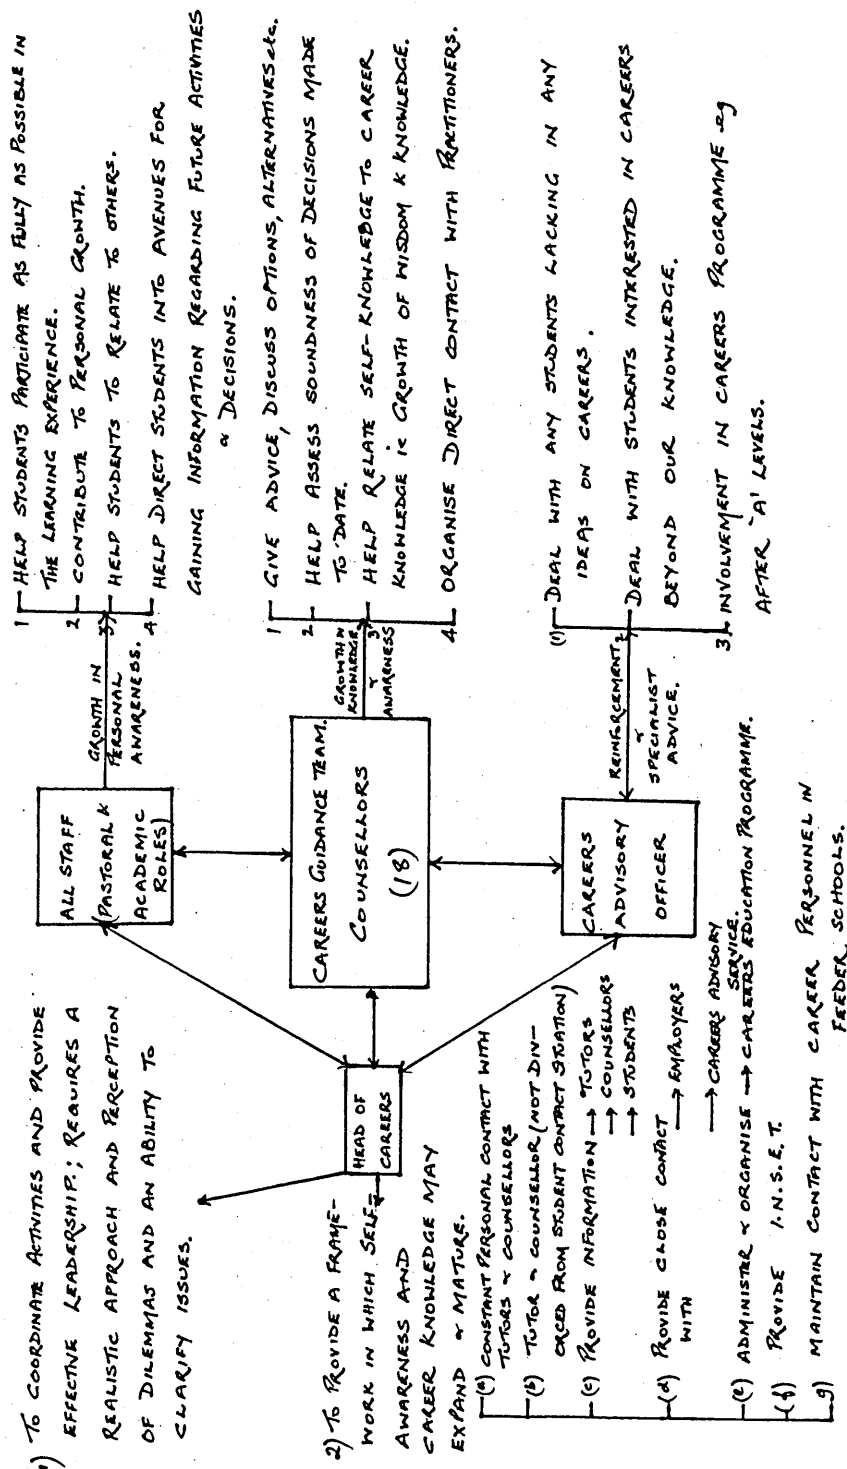 1) TO COORDINATE ACTIVITIES AND PROVIDE
EFFECTIVE LEADERSHIP.; REQUIRES A
REALISTIC APPROACH AND PERCEPTION
OF DILEMMAS AND AN ABILITY TO
CLARIFY ISSUES.
2) TO PROVIDE A FRAME-
WORK IN WHICH SELF-
AWARENESS AND
CAREER KNOWLEDGE MAY
EXPAND & MATURE.
(a) CONSTANT PERSONAL CONTACT WITH
TUTORS & COUNSELLORS
(b) TUTOR & COUNSELLOR (NOT DIV-
ORCED FROM STUDENT CONTACT SITUATION)
(c) PROVIDE INFORMATION → TUTORS
→ COUNSELLORS
→ STUDENTS
(d) PROVIDE CLOSE CONTACT
WITH
→ EMPLOYERS
→ CAREERS ADVISORY
SERVICE.
(e) ADMINISTER & ORGANISE → CAREERS EDUCATION PROGRAMME.
(f) PROVIDE I.N.S.E.T.
g) MAINTAIN CONTACT WITH CAREER PERSONNEL IN
FEEDER SCHOOLS.
HEAD OF
CAREERS
ALL STAFF
(PASTORAL &
ACADEMIC
ROLES)
GROWTH IN
PERSONAL
AWARENESS.
1 HELP STUDENTS PARTICIPATE AS FULLY AS POSSIBLE IN
THE LEARNING EXPERIENCE.
2 CONTRIBUTE TO PERSONAL GROWTH.
3 HELP STUDENTS TO RELATE TO OTHERS.
4 HELP DIRECT STUDENTS INTO AVENUES FOR
GAINING INFORMATION REGARDING FUTURE ACTIVITIES
& DECISIONS.
CAREERS GUIDANCE TEAM.
COUNSELLORS
(18)
GROWTH IN
KNOWLEDGE
&
AWARENESS
1 GIVE ADVICE, DISCUSS OPTIONS, ALTERNATIVES etc.
2 HELP ASSESS SOUNDNESS OF DECISIONS MADE
TO DATE.
3 HELP RELATE SELF-KNOWLEDGE TO CAREER
KNOWLEDGE ie GROWTH OF WISDOM & KNOWLEDGE.
4 ORGANISE DIRECT CONTACT WITH PRACTITIONERS.
CAREERS
ADVISORY
OFFICER
REINFORCEMENT
&
SPECIALIST
ADVICE.
(1) DEAL WITH ANY STUDENTS LACKING IN ANY
IDEAS ON CAREERS.
2 DEAL WITH STUDENTS INTERESTED IN CAREERS
BEYOND OUR KNOWLEDGE.
3 INVOLVEMENT IN CAREERS PROGRAMME eg
AFTER 'A' LEVELS.